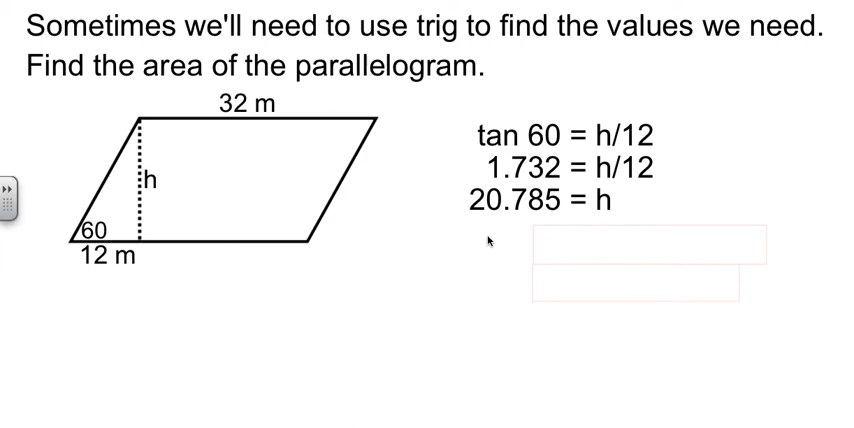 Sometimes we'll need to use trig to find the values we need.
Find the area of the parallelogram.
32 m
h
60
12 m
tan 60 = h/12
1.732 = h/12
20.785 = h